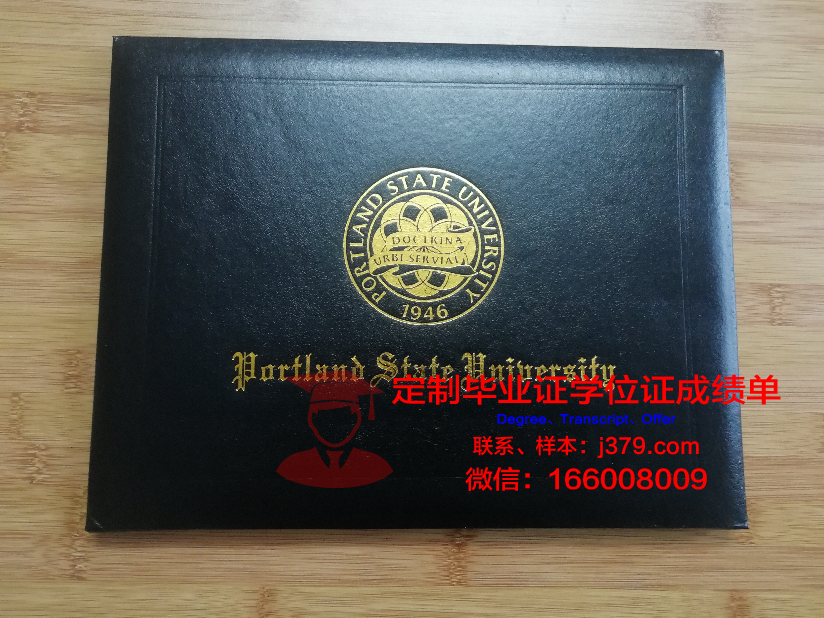 PORTLAND STATE UNIVERSITY
DOCTRINA
URBI SERVIAT
1946
Portland State University
定制毕业证学位证成绩单
Degree、Transcript、Offer
联系、样本：j379.com
微信：166008009